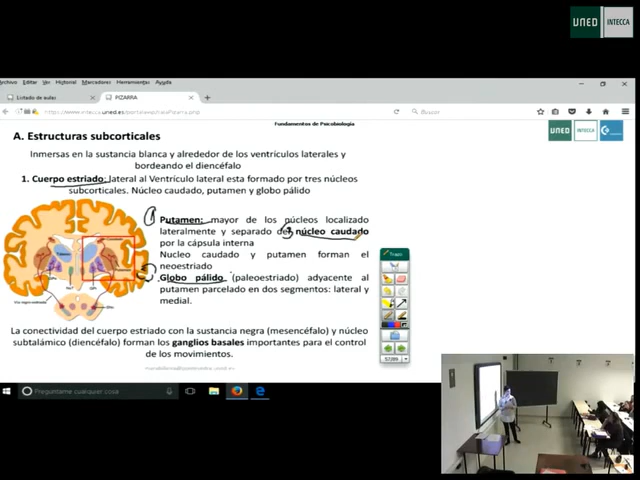 UNED INTECCA
Archivo Editar Ver Historial Marcadores Herramientas Ayuda
Listado de aulas PIZARRA
Buscar
Fundamentos de Psicobiología
A. Estructuras subcorticales
UNED INTECCA
Inmersas en la sustancia blanca y alrededor de los ventrículos laterales y
bordeando el diencéfalo
1. Cuerpo estriado: lateral al Ventrículo lateral esta formado por tres núcleos
subcorticales. Núcleo caudado, putamen y globo pálido
Putamen: mayor de los núcleos localizado
lateralmente y separado del núcleo caudado
por la cápsula interna
Nucleo caudado y putamen forman el
neoestriado
Globo pálido (paleoestriado) adyacente al
putamen parcelado en dos segmentos: lateral y
medial.
Trazo
57/89
La conectividad del cuerpo estriado con la sustancia negra (mesencéfalo) y núcleo
subtalámico (diencéfalo) forman los ganglios basales importantes para el control
de los movimientos.
Pregúntame cualquier cosa